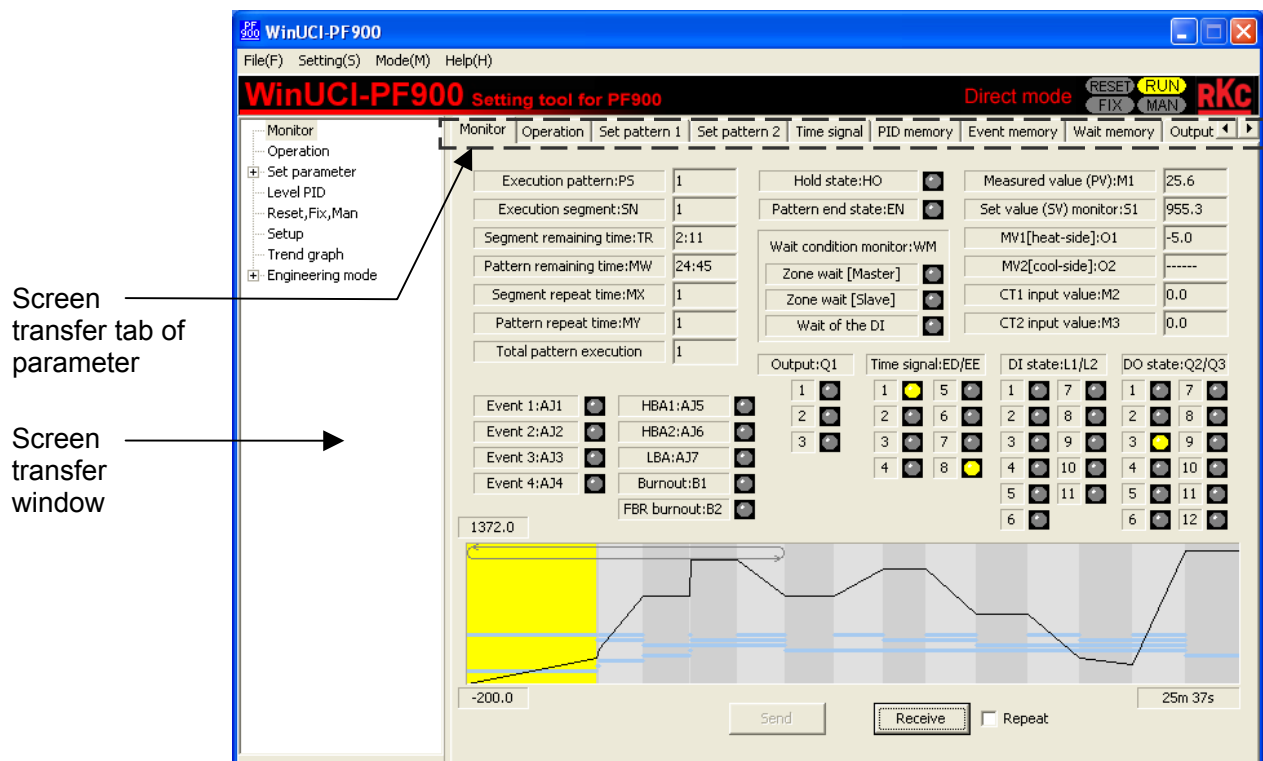 PF
900
WinUCI-PF900
File(F) Setting(S) Mode(M) Help(H)
WinUCI-PF900 Setting tool for PF900
Direct mode
RESET RUN
FIX MAN
RKC
Monitor
Operation
Set parameter
Level PID
Reset,Fix,Man
Setup
Trend graph
Engineering mode
Screen
transfer tab of
parameter
Screen
transfer
window
Monitor Operation Set pattern 1 Set pattern 2 Time signal PID memory Event memory Wait memory Output
Execution pattern:PS 1
Execution segment:SN 1
Segment remaining time:TR 2:11
Pattern remaining time:MW 24:45
Segment repeat time:MX 1
Pattern repeat time:MY 1
Total pattern execution 1
Hold state:HO
Pattern end state:EN
Wait condition monitor:WM
Zone wait [Master]
Zone wait [Slave]
Wait of the DI
Measured value (PV):M1 25.6
Set value (SV) monitor:S1 955.3
MV1[heat-side]:O1 -5.0
MV2[cool-side]:O2 ------
CT1 input value:M2 0.0
CT2 input value:M3 0.0
Event 1:AJ1
Event 2:AJ2
Event 3:AJ3
Event 4:AJ4
HBA1:AJ5
HBA2:AJ6
LBA:AJ7
Burnout:B1
FBR burnout:B2
Output:Q1
1
2
3
Time signal:ED/EE
1 5
2 6
3 7
4 8
DI state:L1/L2
1 7
2 8
3 9
4 10
5 11
6
DO state:Q2/Q3
1 7
2 8
3 9
4 10
5 11
6 12
1372.0
-200.0
25m 37s
Send Receive Repeat